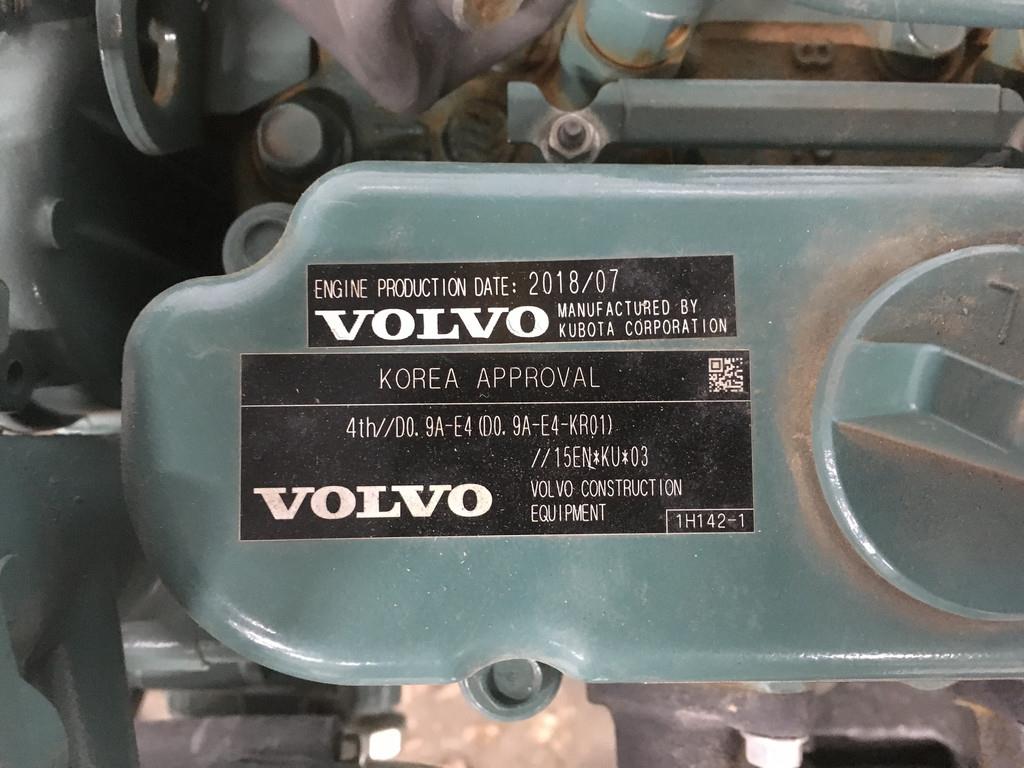 ENGINE PRODUCTION DATE: 2018/07
VOLVO MANUFACTURED BY
KUBOTA CORPORATION
KOREA APPROVAL
4th//D0.9A-E4(D0.9A-E4-KR01)
//15EN*KU*03
VOLVO VOLVO CONSTRUCTION
EQUIPMENT
1H142-1